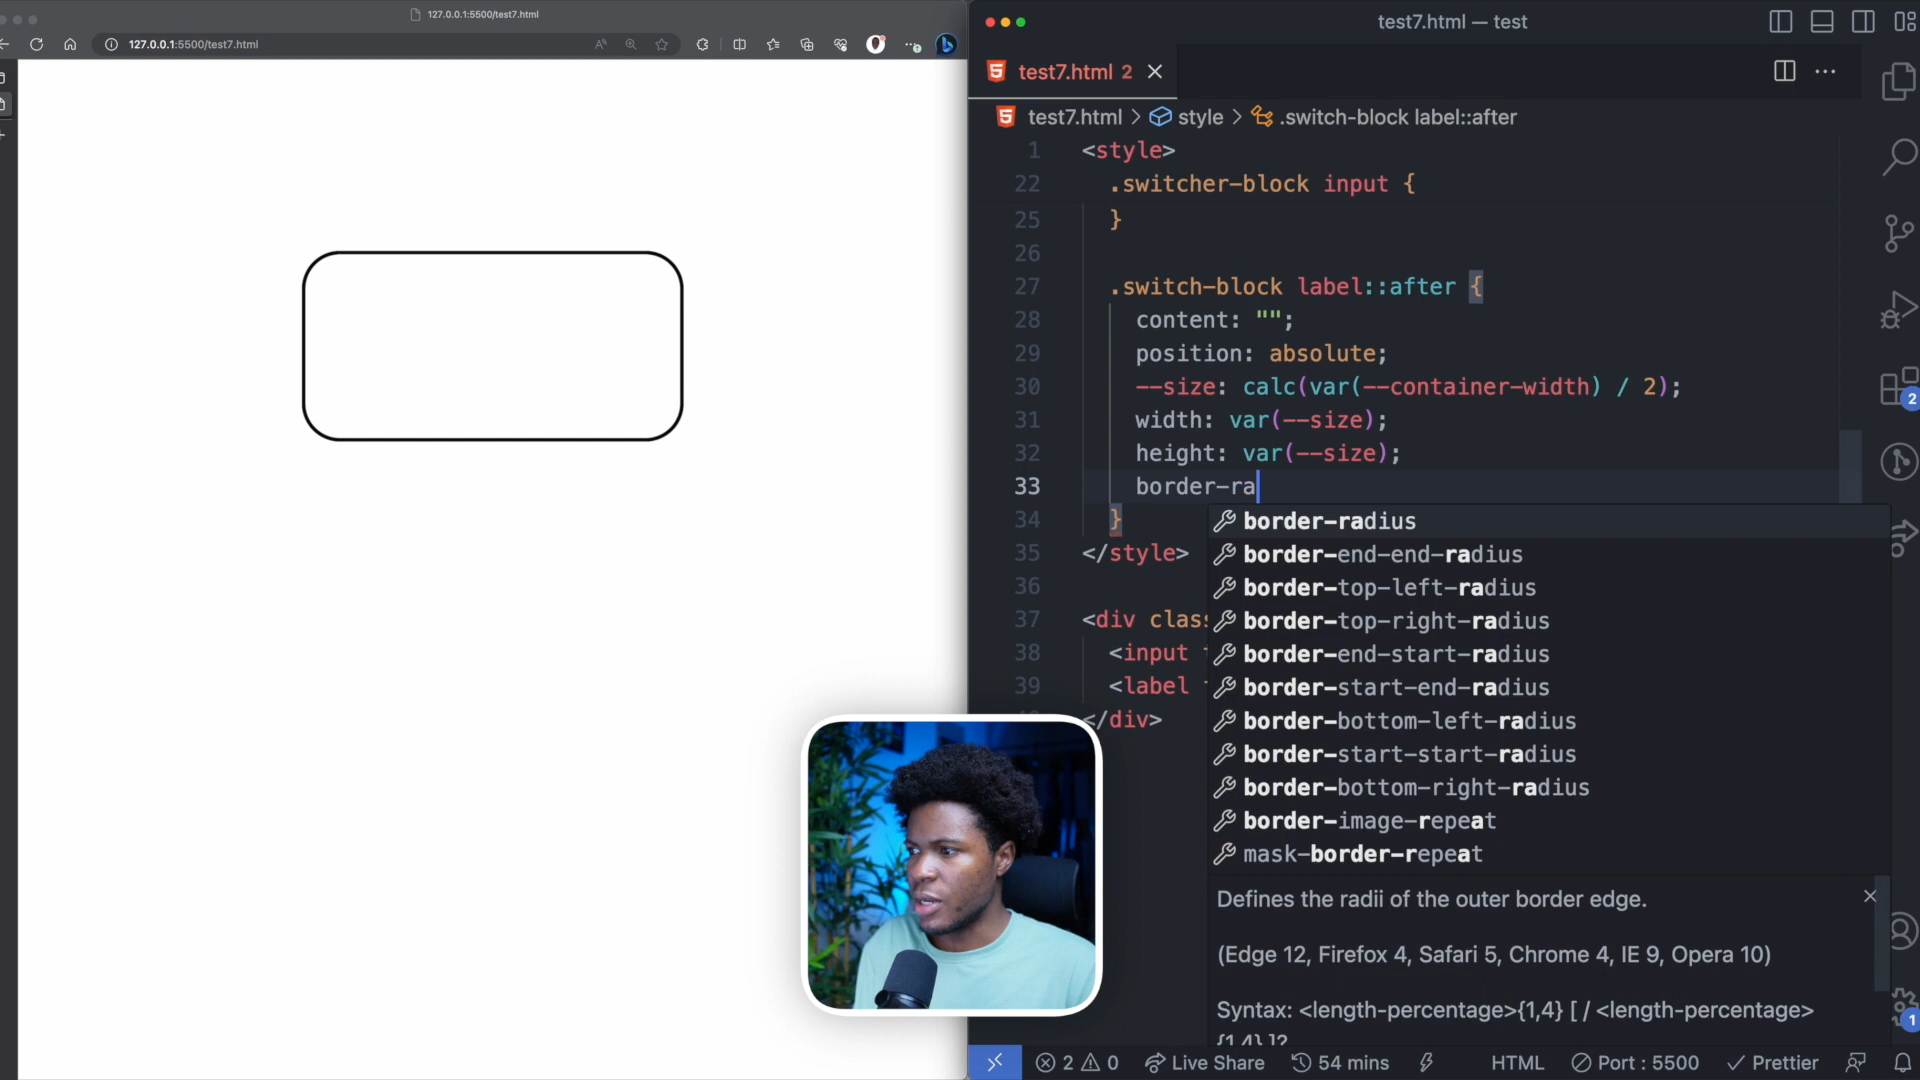 127.0.0.1:5500/test7.html
127.0.0.1:5500/test7.html
test7.html — test
test7.html 2
test7.html > style > .switch-block label::after
1 <style>
22 .switcher-block input {
25 }
26
27 .switch-block label::after {
28 content: "";
29 position: absolute;
30 --size: calc(var(--container-width) / 2);
31 width: var(--size);
32 height: var(--size);
33 border-ra
34 }
border-radius
35 </style>
border-end-end-radius
36
border-top-left-radius
37 <div clas
border-top-right-radius
38 <input
border-end-start-radius
39 <label
border-start-end-radius
</div>
border-bottom-left-radius
border-start-start-radius
border-bottom-right-radius
border-image-repeat
mask-border-repeat
Defines the radii of the outer border edge.
(Edge 12, Firefox 4, Safari 5, Chrome 4, IE 9, Opera 10)
Syntax: <length-percentage>{1,4} [ / <length-percentage>
{1,4} ]?
2
1
2 0 Live Share 54 mins HTML Port : 5500 Prettier